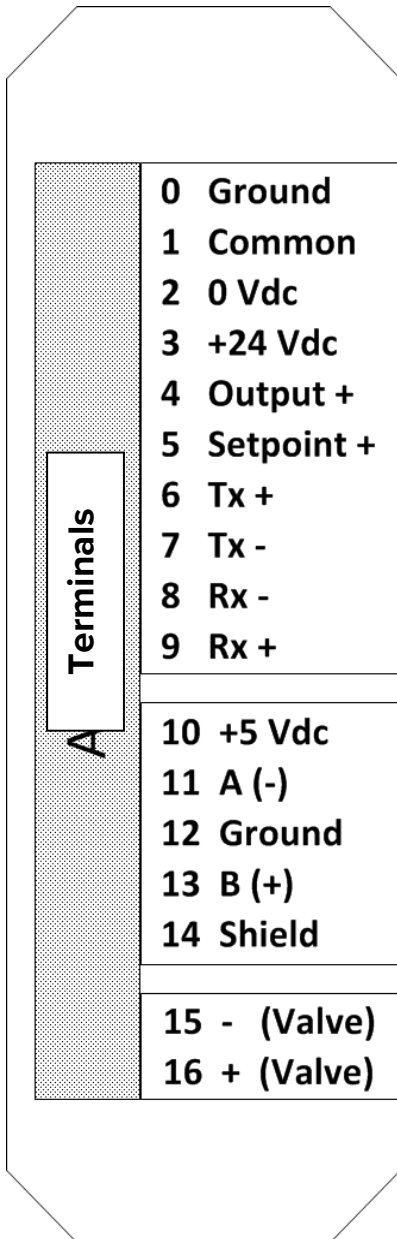 0 Ground
1 Common
2 0 Vdc
3 +24 Vdc
4 Output +
5 Setpoint +
6 Tx +
7 Tx -
8 Rx -
9 Rx +
Terminals
A
10 +5 Vdc
11 A (-)
12 Ground
13 B (+)
14 Shield
15 - (Valve)
16 + (Valve)